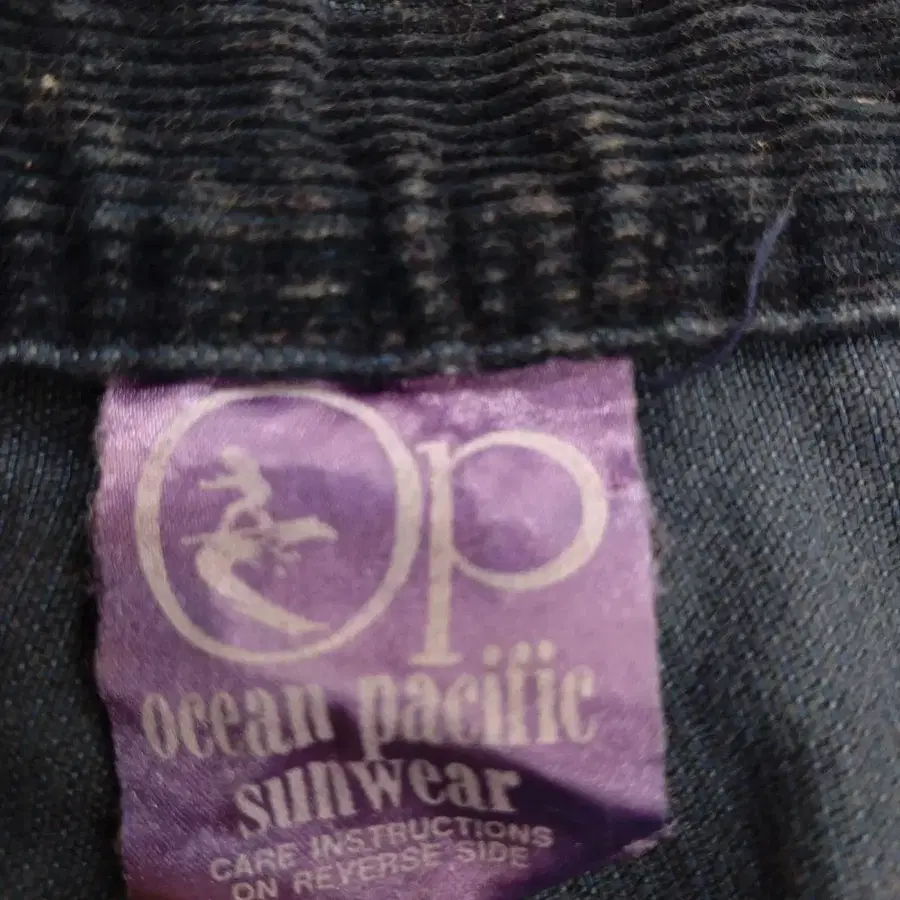 Op
ocean pacific
sunwear
CARE INSTRUCTIONS
ON REVERSE SIDE